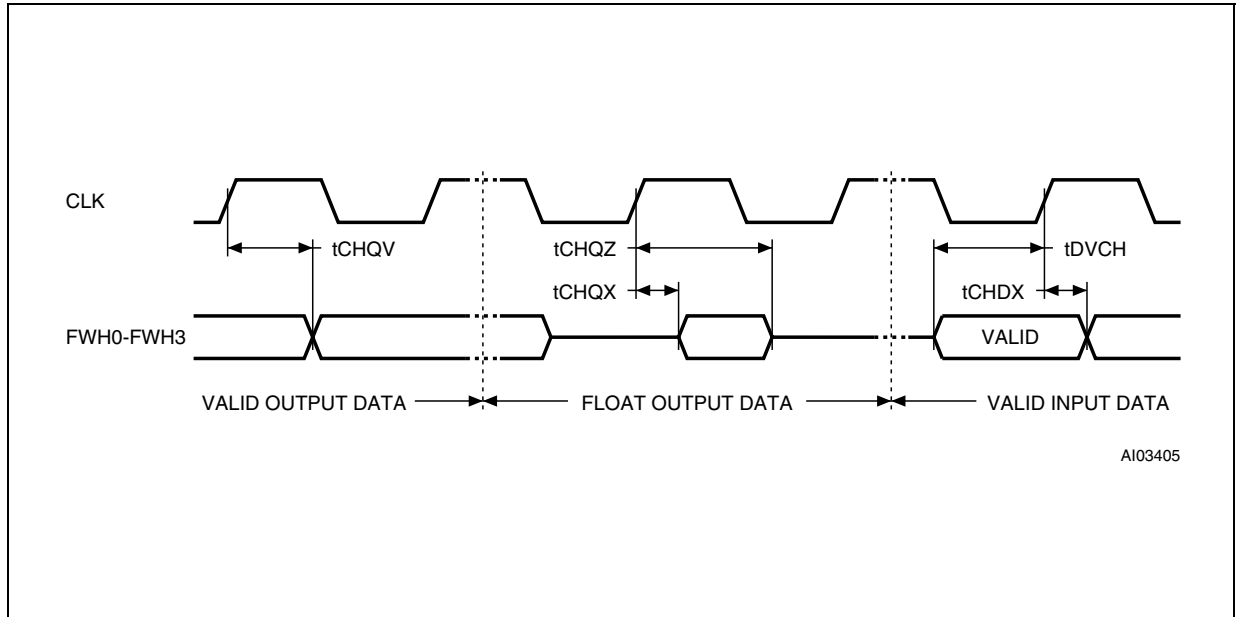 CLK
tCHQV
tCHQZ
tDVCH
tCHQX
tCHDX
FWH0-FWH3
VALID
VALID OUTPUT DATA
FLOAT OUTPUT DATA
VALID INPUT DATA
AI03405